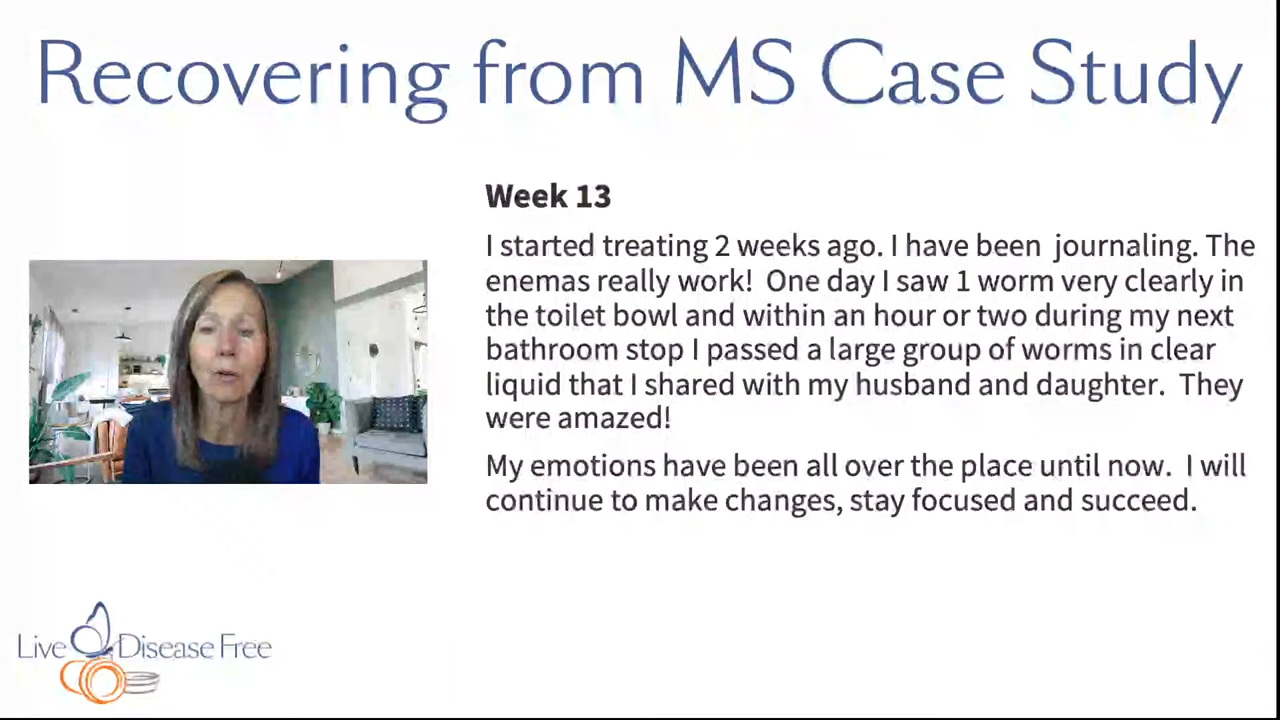 Recovering from MS Case Study
Week 13
I started treating 2 weeks ago. I have been journaling. The
enemas really work! One day I saw 1 worm very clearly in
the toilet bowl and within an hour or two during my next
bathroom stop I passed a large group of worms in clear
liquid that I shared with my husband and daughter. They
were amazed!
My emotions have been all over the place until now. I will
continue to make changes, stay focused and succeed.
Live Disease Free